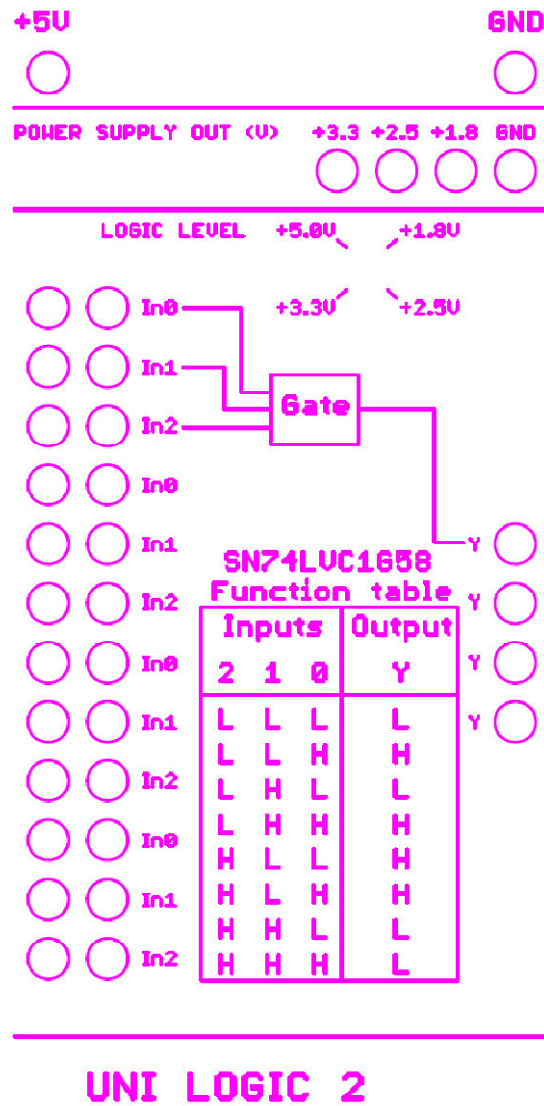 +5V GND
POWER SUPPLY OUT (V) +3.3 +2.5 +1.8 GND
LOGIC LEVEL +5.0V +1.8V
+3.3V +2.5V
In0
In1
Gate
In2
In0
In1 Y
SN74LVC1G58
Function table
In2 Y
Inputs Output
In0 Y
2 1 0 Y
In1 Y
L L L L
L L H H
In2
L H L L
L H H H
In0
H L L H
H L H H
In1
H H L L
In2
H H H L
UNI LOGIC 2